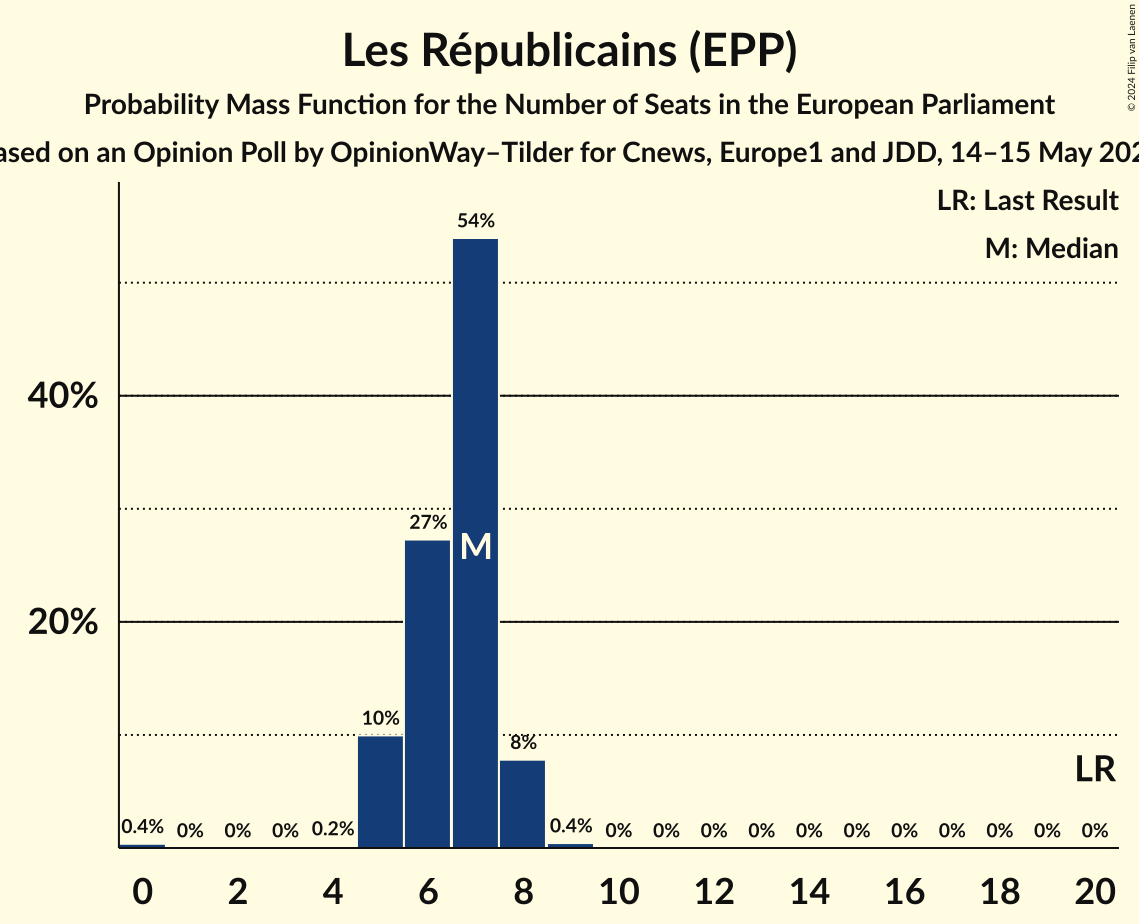 Les Républicains (EPP)
Probability Mass Function for the Number of Seats in the European Parliament
ased on an Opinion Poll by OpinionWay–Tilder for Cnews, Europe1 and JDD, 14–15 May 202
© 2024 Filip van Laenen
LR: Last Result
M: Median
54%
40%
27%
M
20%
10%
8%
LR
0.4% 0% 0% 0% 0.2% 0.4% 0% 0% 0% 0% 0% 0% 0% 0% 0% 0% 0%
0 2 4 6 8 10 12 14 16 18 20